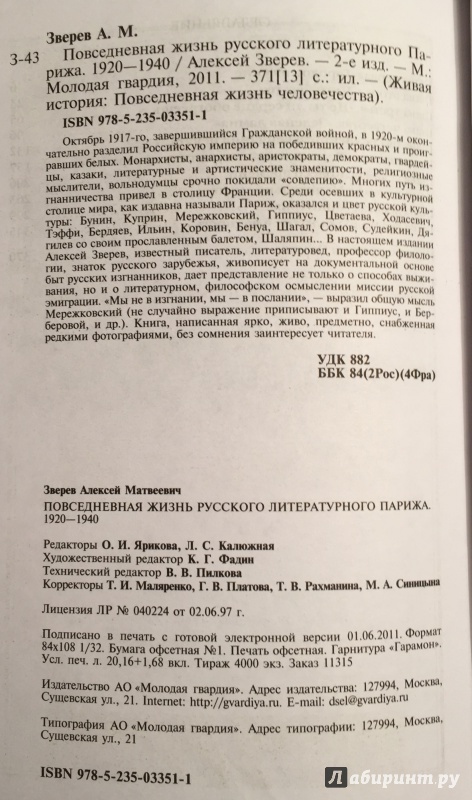 Зверев А. М.
З-43 Повседневная жизнь русского литературного Па-
рижа. 1920—1940 / Алексей Зверев. — 2-е изд. — М.:
Молодая гвардия, 2011. — 371[13] с.: ил. — (Живая
история: Повседневная жизнь человечества).
ISBN 978-5-235-03351-1
Октябрь 1917-го, завершившийся Гражданской войной, в 1920-м окон-
чательно разделил Российскую империю на победивших красных и проиг-
равших белых. Монархисты, анархисты, аристократы, демократы, гвардей-
цы, казаки, литературные и артистические знаменитости, религиозные
мыслители, вольнодумцы срочно покидали «совдепию». Многих путь из-
гнанничества привел в столицу Франции. Среди осевших в культурной
столице мира, как издавна называли Париж, оказался и цвет русской куль-
туры: Бунин, Куприн, Мережковский, Гиппиус, Цветаева, Ходасевич,
Тэффи, Бердяев, Ильин, Коровин, Бенуа, Шагал, Сомов, Судейкин, Дя-
гилев со своим прославленным балетом, Шаляпин... В настоящем издании
Алексей Зверев, известный писатель, литературовед, профессор филоло-
гии, знаток русского зарубежья, живописует на документальной основе
быт русских изгнанников, дает представление не только о способах выжи-
вания, но и о литературном, философском осмыслении миссии русской
эмиграции. «Мы не в изгнании, мы — в послании», — выразил общую мысль
Мережковский (не случайно выражение приписывают и Гиппиус, и Бер-
беровой, и др.). Книга, написанная ярко, живо, предметно, снабженная
редкими фотографиями, без сомнения заинтересует читателя.
УДК 882
ББК 84(2Рос)(4Фра)
Зверев Алексей Матвеевич
ПОВСЕДНЕВНАЯ ЖИЗНЬ РУССКОГО ЛИТЕРАТУРНОГО ПАРИЖА.
1920—1940
Редакторы О. И. Ярикова, Л. С. Калюжная
Художественный редактор К. Г. Фадин
Технический редактор В. В. Пилкова
Корректоры Т. И. Маляренко, Г. В. Платова, Т. В. Рахманина, М. А. Синицына
Лицензия ЛР № 040224 от 02.06.97 г.
Подписано в печать с готовой электронной версии 01.06.2011. Формат
84х108 1/32. Бумага офсетная №1. Печать офсетная. Гарнитура «Гарамон».
Усл. печ. л. 20,16+1,68 вкл. Тираж 4000 экз. Заказ 11315
Издательство АО «Молодая гвардия». Адрес издательства: 127994, Москва,
Сущевская ул., 21. Internet: http://gvardiya.ru. E-mail: dsel@gvardiya.ru
Типография АО «Молодая гвардия». Адрес типографии: 127994, Москва,
Сущевская ул., 21
ISBN 978-5-235-03351-1
Лабиринт.ру